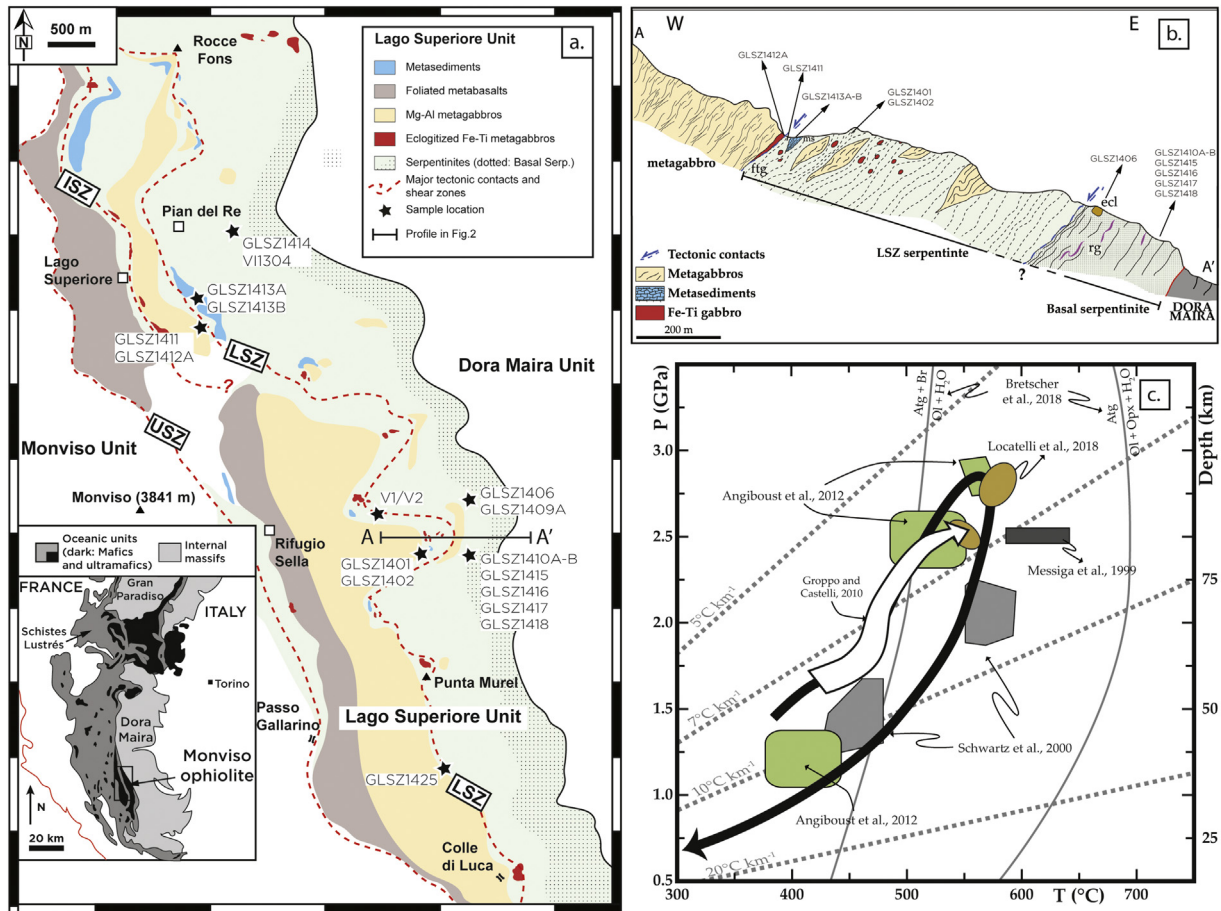 N
500 m
Rocce
Fons
a.
Lago Superiore Unit
Metasediments
Foliated metabasalts
Mg-Al metagabbros
Eclogitized Fe-Ti metagabbros
Serpentinites (dotted: Basal Serp.)
Major tectonic contacts and
shear zones
Sample location
Profile in Fig.2
ISZ
Pian del Re
GLSZ1414
VI1304
Lago
Superiore
GLSZ1413A
GLSZ1413B
GLSZ1411
GLSZ1412A
LSZ
Dora Maira Unit
?
USZ
Monviso Unit
Monviso (3841 m)
V1/V2
GLSZ1406
GLSZ1409A
A
A'
Rifugio
Sella
GLSZ1401
GLSZ1402
GLSZ1410A-B
GLSZ1415
GLSZ1416
GLSZ1417
GLSZ1418
Punta Murel
Passo
Gallarino
Lago Superiore Unit
GLSZ1425
LSZ
Colle
di Luca
Oceanic units
(dark: Mafics
and ultramafics)
Internal
massifs
FRANCE
Gran
Paradiso
ITALY
Schistes
Lustrés
Torino
Dora
Maira
Monviso
ophiolite
N
20 km
A
W
E
b.
GLSZ1412A
GLSZ1411
GLSZ1413A-B
GLSZ1401
GLSZ1402
GLSZ1406
GLSZ1410A-B
GLSZ1415
GLSZ1416
GLSZ1417
GLSZ1418
metagabbro
ftg
ms
ecl
rg
LSZ serpentinte
?
Basal serpentinite
A'
DORA
MAIRA
Tectonic contacts
Metagabbros
Metasediments
Fe-Ti gabbro
200 m
P (GPa)
3.0
2.5
2.0
1.5
1.0
0.5
Atg + Br
Ol + H2O
Bretscher
et al., 2018
Atg
Ol + Opx + H2O
c.
Depth (km)
75
50
25
Locatelli et al., 2018
Angiboust et al.,
2012
Messiga et al., 1999
Groppo and
Castelli, 2010
Schwartz et al., 2000
Angiboust et al.,
2012
5°C km-1
7°C km-1
10°C km-1
20°C km-1
300
400
500
600
700
T (°C)